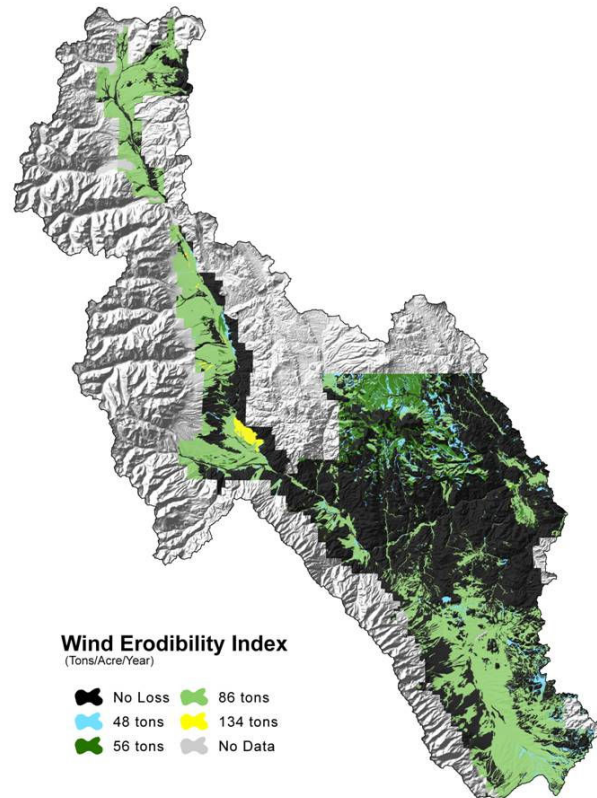 Wind Erodibility Index
(Tons/Acre/Year)
No Loss 86 tons
48 tons 134 tons
56 tons No Data